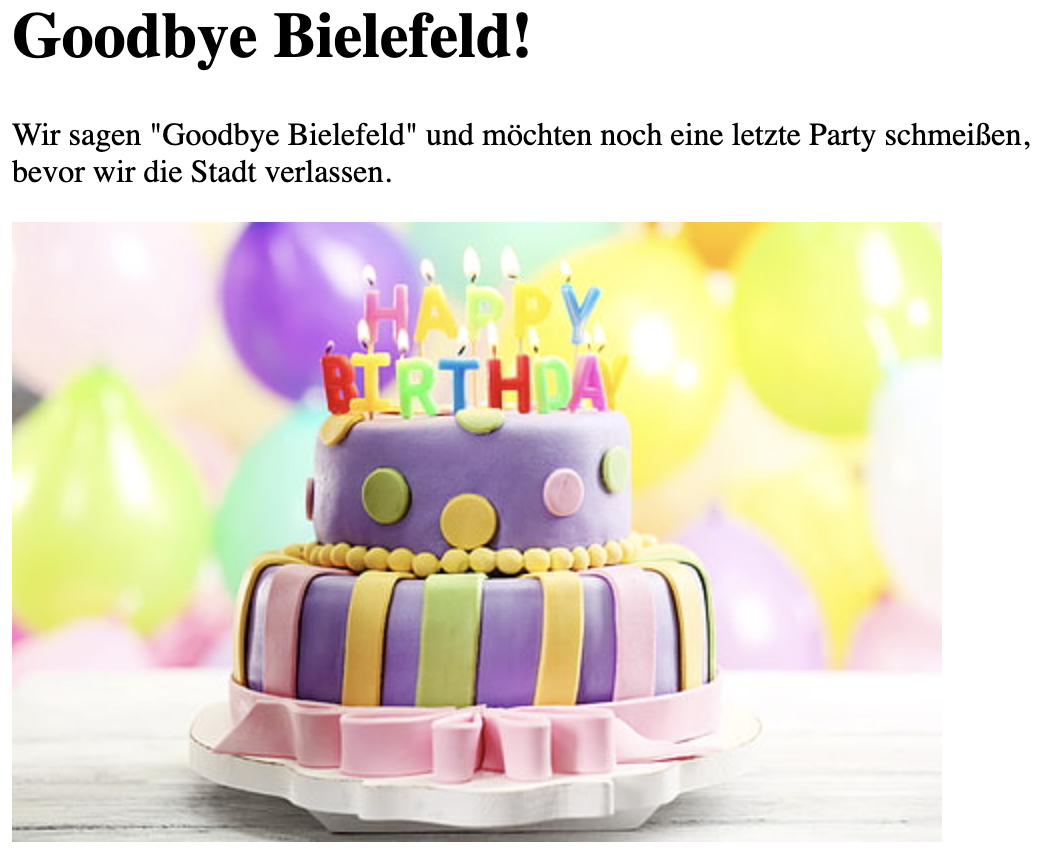 Goodbye Bielefeld!
Wir sagen "Goodbye Bielefeld" und möchten noch eine letzte Party schmeißen,
bevor wir die Stadt verlassen.
HAPPY
BIRTHDAY